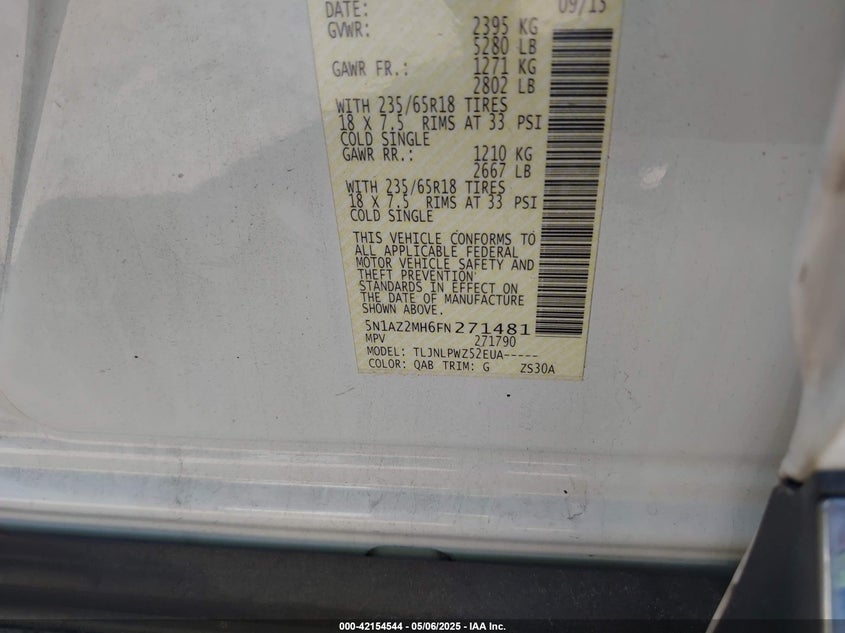 DATE: 09/15
GVWR: 2395 KG
5280 LB
GAWR FR.: 1271 KG
2802 LB
WITH 235/65R18 TIRES
18 X 7.5 RIMS AT 33 PSI
COLD SINGLE
GAWR RR.: 1210 KG
2667 LB
WITH 235/65R18 TIRES
18 X 7.5 RIMS AT 33 PSI
COLD SINGLE
THIS VEHICLE CONFORMS TO
ALL APPLICABLE FEDERAL
MOTOR VEHICLE SAFETY AND
THEFT PREVENTION
STANDARDS IN EFFECT ON
THE DATE OF MANUFACTURE
SHOWN ABOVE.
5N1AZ2MH6FN271481
MPV 271790
MODEL: TLJNLPWZ52EUA-----
COLOR: QAB TRIM: G ZS30A
000-42154544 | 05/06/2025 | IAA Inc.